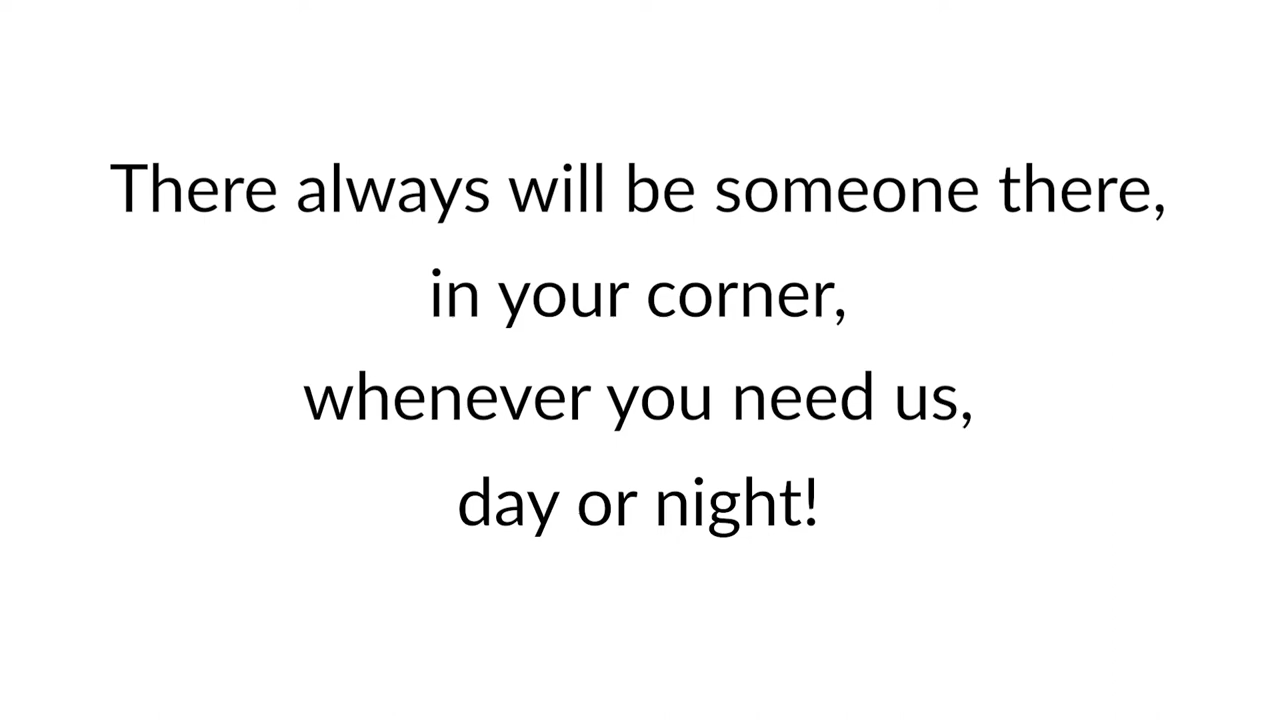 There always will be someone there,
in your corner,
whenever you need us,
day or night!